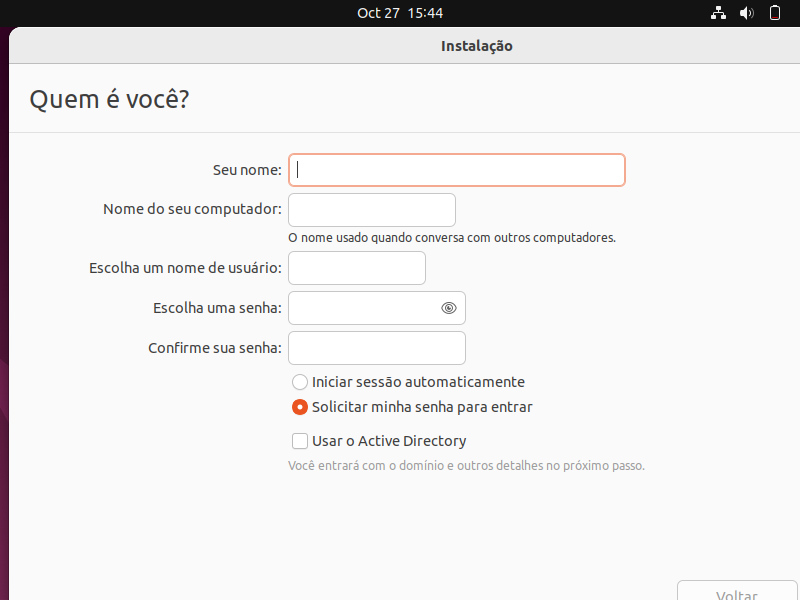 Oct 27 15:44
Instalação
Quem é você?
Seu nome:
Nome do seu computador:
O nome usado quando conversa com outros computadores.
Escolha um nome de usuário:
Escolha uma senha:
Confirme sua senha:
Iniciar sessão automaticamente
Solicitar minha senha para entrar
Usar o Active Directory
Você entrará com o domínio e outros detalhes no próximo passo.
Voltar